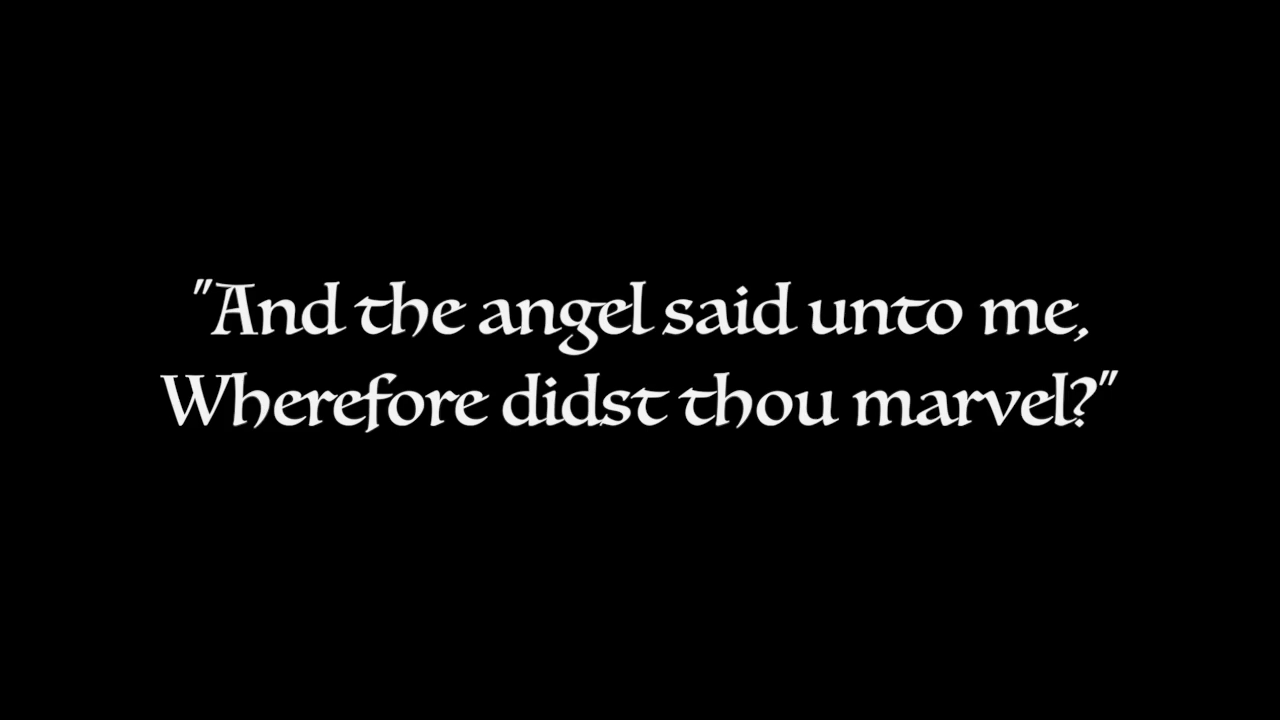 "And the angel said unto me,
Wherefore didst thou marvel?"